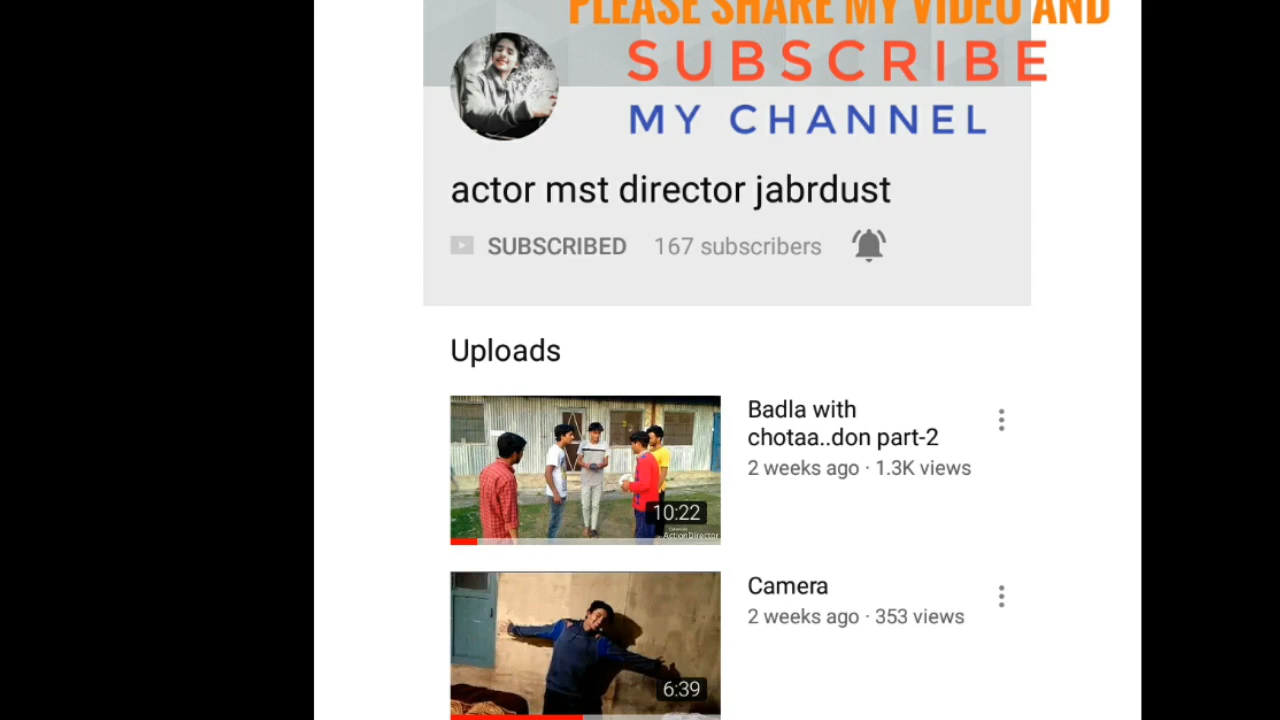 PLEASE SHARE MY VIDEO AND
SUBSCRIBE
MY CHANNEL
actor mst director jabrdust
SUBSCRIBED 167 subscribers
Uploads
Badla with
chotaa..don part-2
2 weeks ago · 1.3K views
10:22
ActionDirector
Camera
2 weeks ago · 353 views
6:39